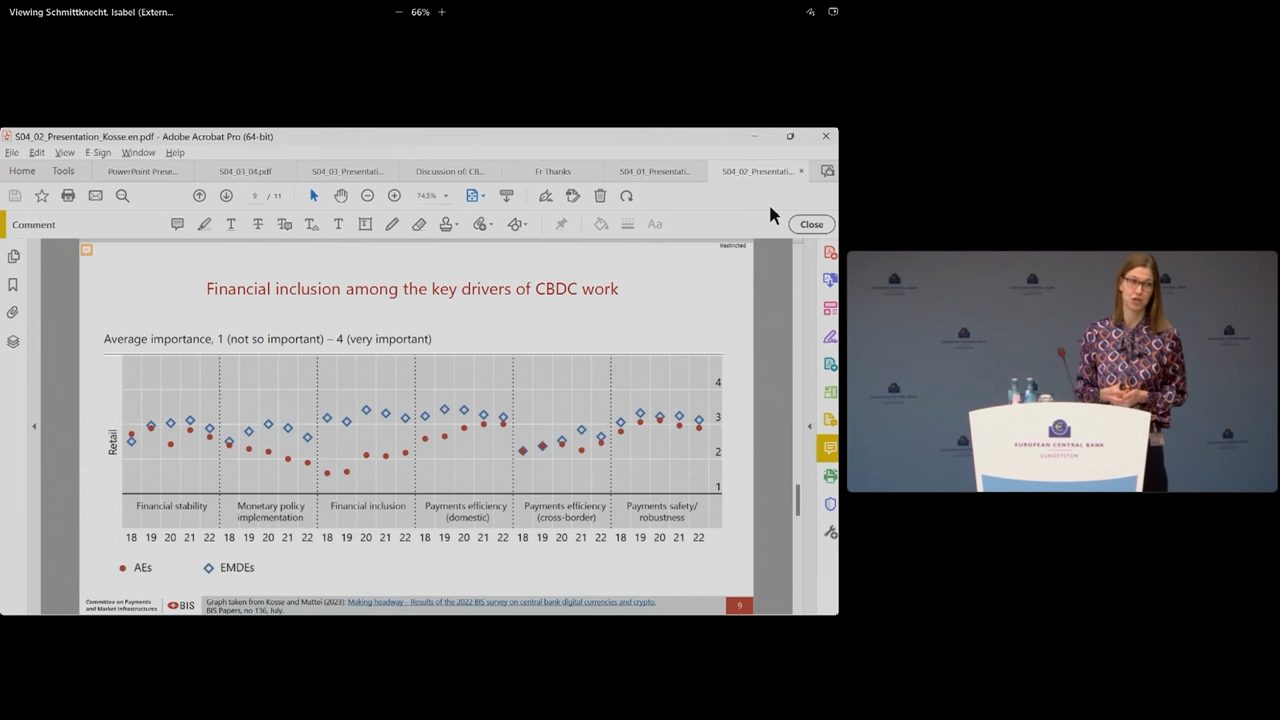 Viewing Schmittknecht, Isabel (Extern...
66%
S04_02_Presentation_Kosse.en.pdf - Adobe Acrobat Pro (64-bit)
File Edit View E-Sign Window Help
Home Tools PowerPoint Prese... S04_03_04.pdf S04_03_Presentati... Discussion of: CB... Fr Thanks S04_01_Presentati... S04_02_Presentati...
9 / 11 74.5%
Comment Close
Restricted
Financial inclusion among the key drivers of CBDC work
Average importance, 1 (not so important) – 4 (very important)
4
3
2
1
Retail
Financial stability
Monetary policy implementation
Financial inclusion
Payments efficiency (domestic)
Payments efficiency (cross-border)
Payments safety/ robustness
18 19 20 21 22 18 19 20 21 22 18 19 20 21 22 18 19 20 21 22 18 19 20 21 22 18 19 20 21 22
AEs EMDEs
Committee on Payments and Market Infrastructures
BIS
Graph taken from Kosse and Mattei (2023): Making headway – Results of the 2022 BIS survey on central bank digital currencies and crypto,
BIS Papers, no 136, July.
9
EUROPEAN CENTRAL BANK
EUROSYSTEM